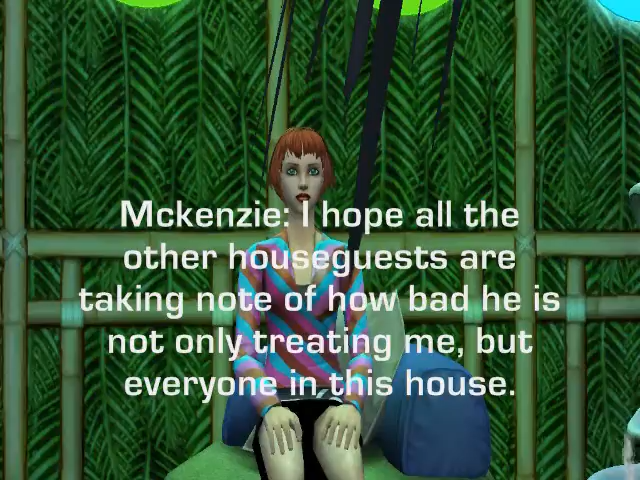 Mckenzie: I hope all the
other houseguests are
taking note of how bad he is
not only treating me, but
everyone in this house.